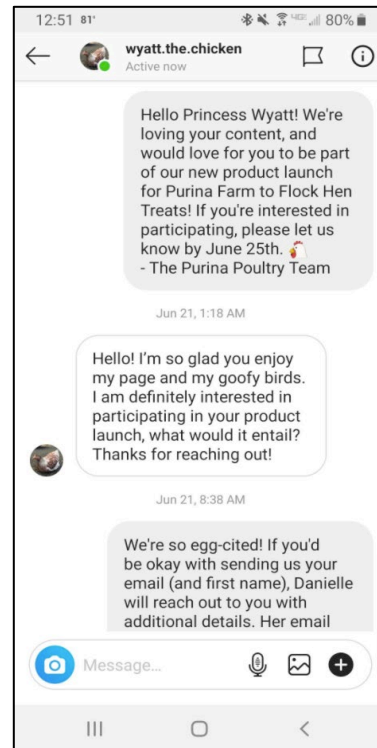 12:51 81° 80%
wyatt.the.chicken
Active now
Hello Princess Wyatt! We're
loving your content, and
would love for you to be part
of our new product launch
for Purina Farm to Flock Hen
Treats! If you're interested in
participating, please let us
know by June 25th. 🐔
- The Purina Poultry Team
Jun 21, 1:18 AM
Hello! I'm so glad you enjoy
my page and my goofy birds.
I am definitely interested in
participating in your product
launch, what would it entail?
Thanks for reaching out!
Jun 21, 8:38 AM
We're so egg-cited! If you'd
be okay with sending us your
email (and first name), Danielle
will reach out to you with
additional details. Her email
Message...